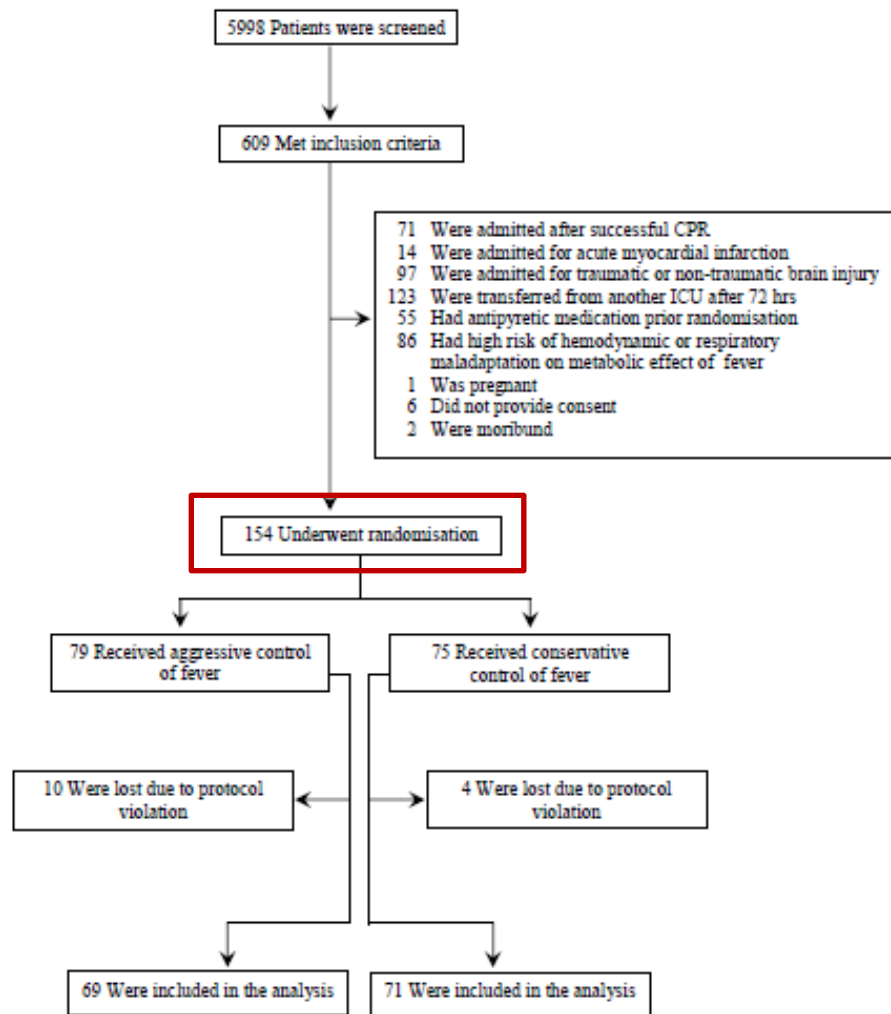 5998 Patients were screened
609 Met inclusion criteria
71 Were admitted after successful CPR
14 Were admitted for acute myocardial infarction
97 Were admitted for traumatic or non-traumatic brain injury
123 Were transferred from another ICU after 72 hrs
55 Had antipyretic medication prior randomisation
86 Had high risk of hemodynamic or respiratory
maladaptation on metabolic effect of fever
1 Was pregnant
6 Did not provide consent
2 Were moribund
154 Underwent randomisation
79 Received aggressive control
of fever
75 Received conservative
control of fever
10 Were lost due to protocol
violation
4 Were lost due to protocol
violation
69 Were included in the analysis
71 Were included in the analysis